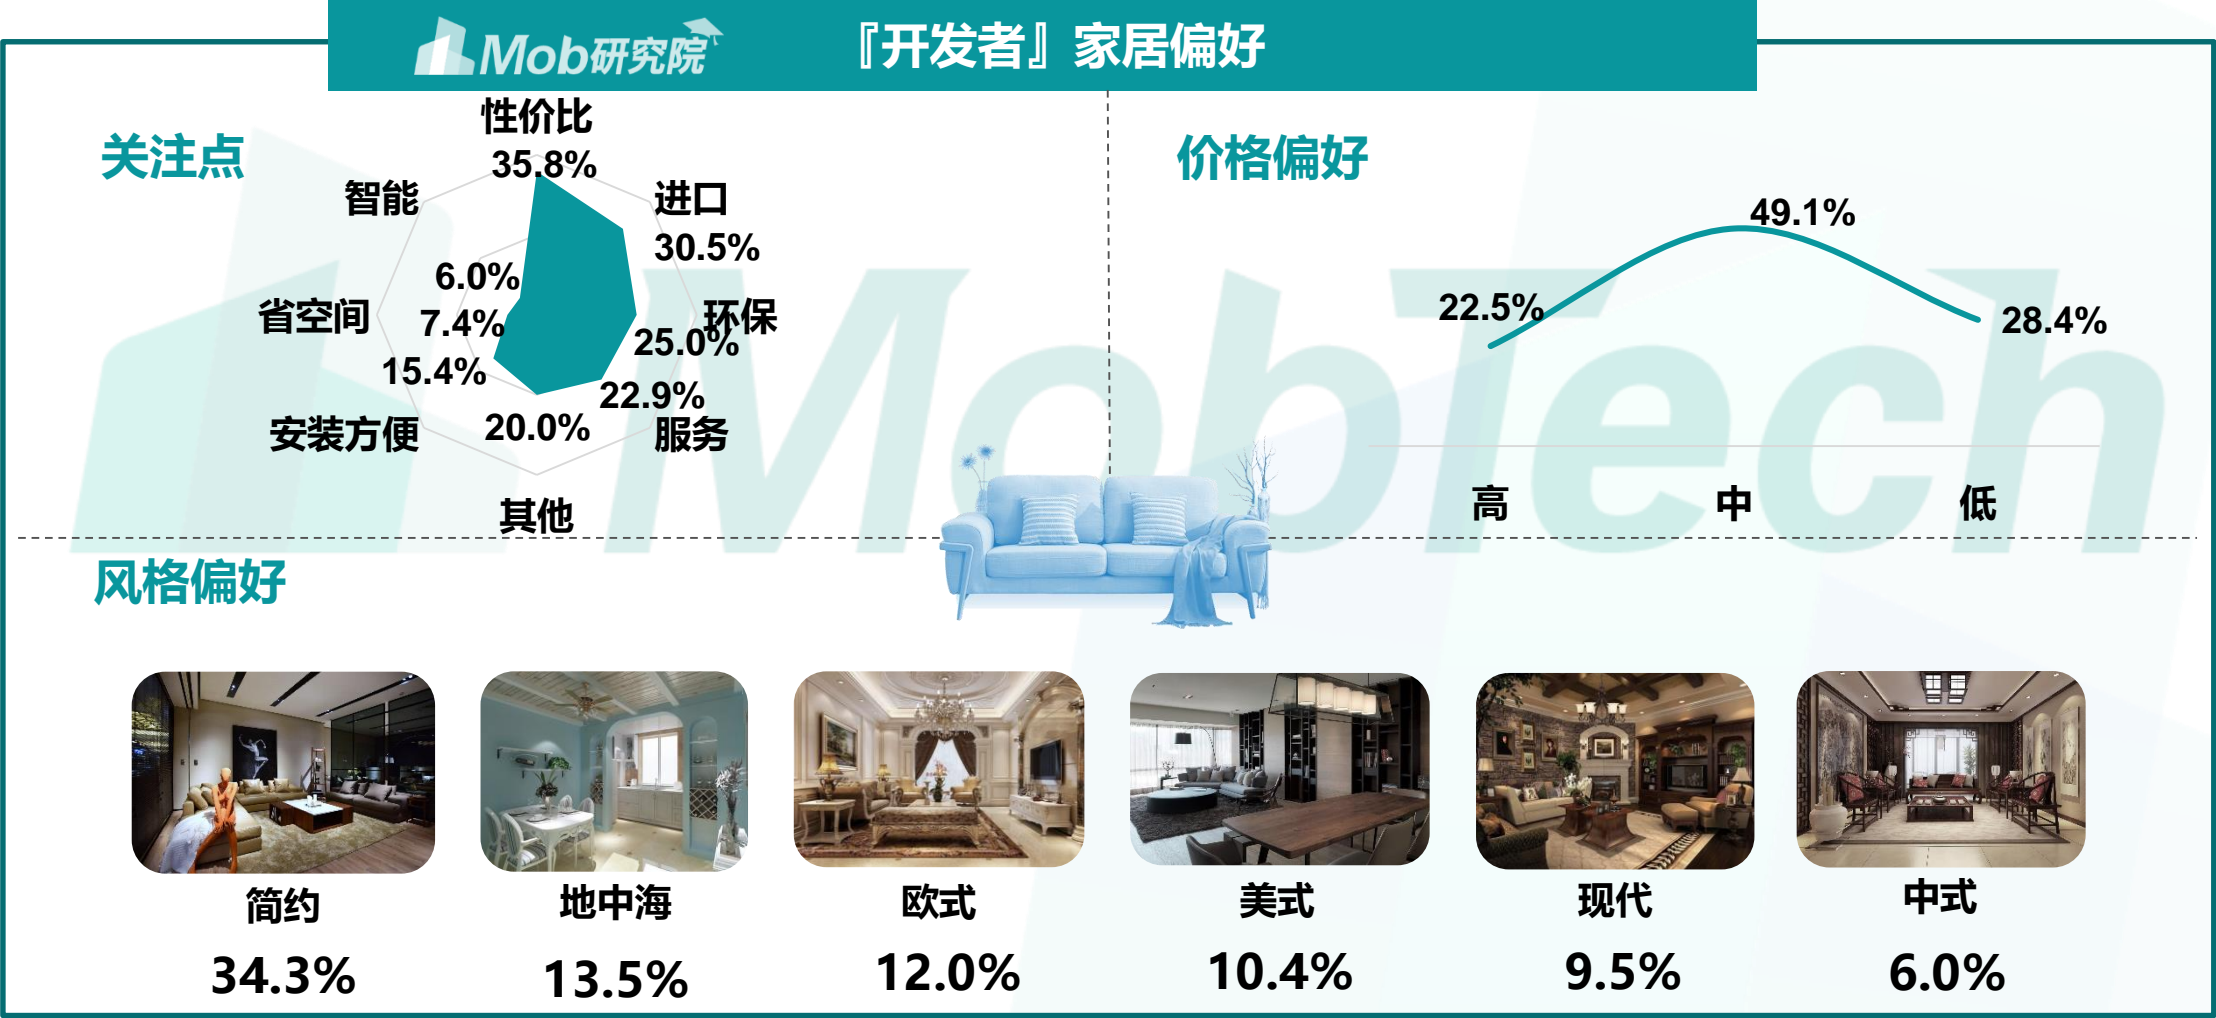 Mob研究院
『开发者』家居偏好
关注点
性价比
35.8%
进口
30.5%
环保
25.0%
服务
22.9%
其他
20.0%
安装方便
15.4%
省空间
7.4%
智能
6.0%
价格偏好
22.5%
49.1%
28.4%
高
中
低
MobTech
风格偏好
简约
34.3%
地中海
13.5%
欧式
12.0%
美式
10.4%
现代
9.5%
中式
6.0%